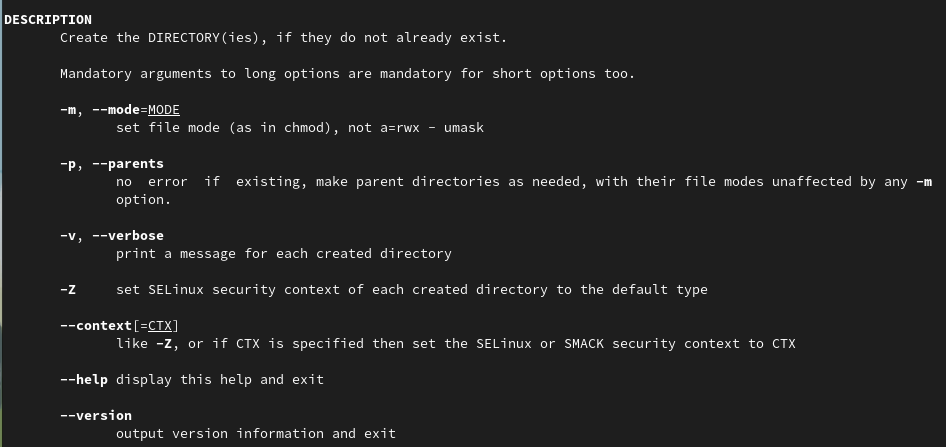 DESCRIPTION
Create the DIRECTORY(ies), if they do not already exist.
Mandatory arguments to long options are mandatory for short options too.
-m, --mode=MODE
set file mode (as in chmod), not a=rwx - umask
-p, --parents
no error if existing, make parent directories as needed, with their file modes unaffected by any -m
option.
-v, --verbose
print a message for each created directory
-Z set SELinux security context of each created directory to the default type
--context[=CTX]
like -Z, or if CTX is specified then set the SELinux or SMACK security context to CTX
--help display this help and exit
--version
output version information and exit